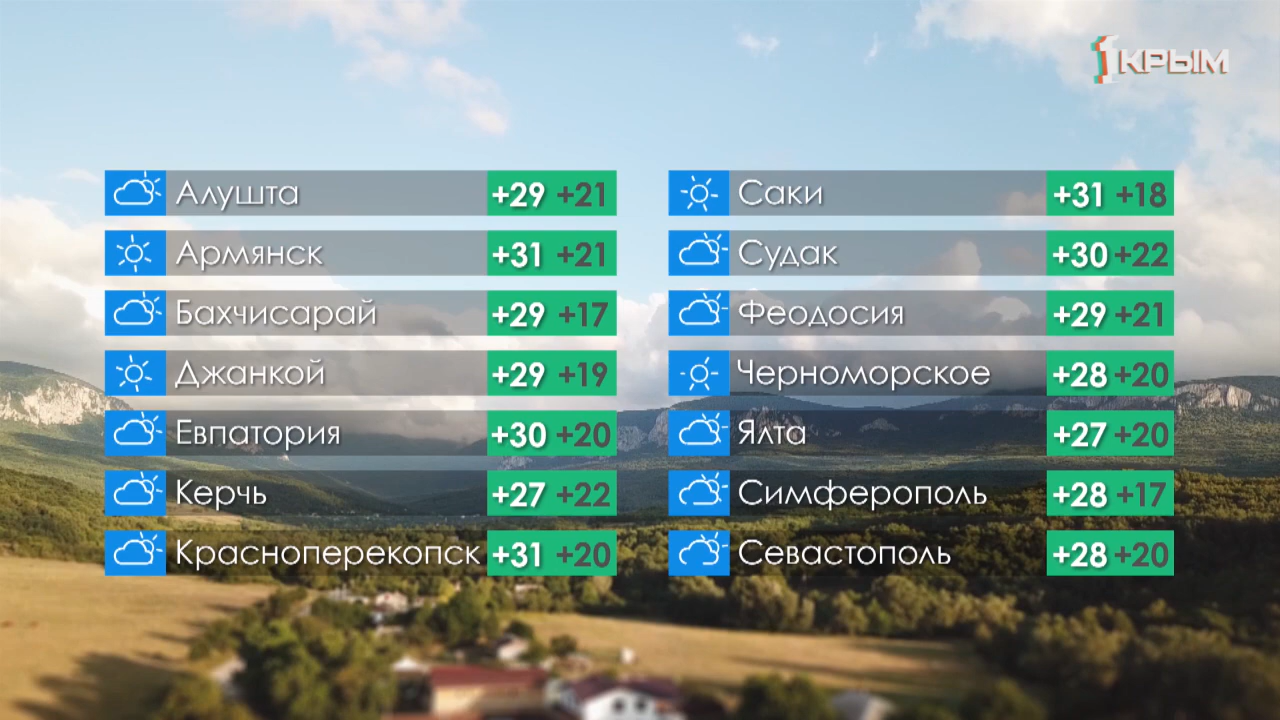 1 КРЫМ
Алушта +29 +21
Армянск +31 +21
Бахчисарай +29 +17
Джанкой +29 +19
Евпатория +30 +20
Керчь +27 +22
Красноперекопск +31 +20
Саки +31 +18
Судак +30 +22
Феодосия +29 +21
Черноморское +28 +20
Ялта +27 +20
Симферополь +28 +17
Севастополь +28 +20